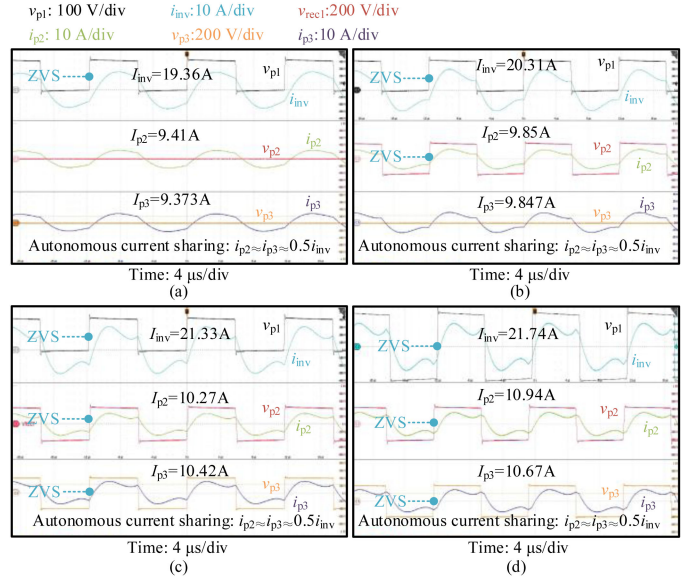 vp1: 100 V/div iinv:10 A/div vrec1:200 V/div
ip2: 10 A/div vp3:200 V/div ip3:10 A/div
ZVS Iinv=19.36A vp1
iinv
Ip2=9.41A ip2
vp2
Ip3=9.373A ip3
vp3
Autonomous current sharing: ip2≈ip3≈0.5iinv
Time: 4 μs/div
(a)
Iinv=20.31A vp1
ZVS
iinv
Ip2=9.85A
vp2
ZVS
ip2
Ip3=9.847A ip3
vp3
Autonomous current sharing: ip2≈ip3≈0.5iinv
Time: 4 μs/div
(b)
ZVS Iinv=21.33A vp1
iinv
Ip2=10.27A
vp2
ZVS
ip2
Ip3=10.42A
vp3
ZVS
ip3
Autonomous current sharing: ip2≈ip3≈0.5iinv
Time: 4 μs/div
(c)
vp1
ZVS Iinv=21.74A
iinv
Ip2=10.94A
vp2
ZVS
ip2
Ip3=10.67A
vp3
ZVS
ip3
Autonomous current sharing: ip2≈ip3≈0.5iinv
Time: 4 μs/div
(d)